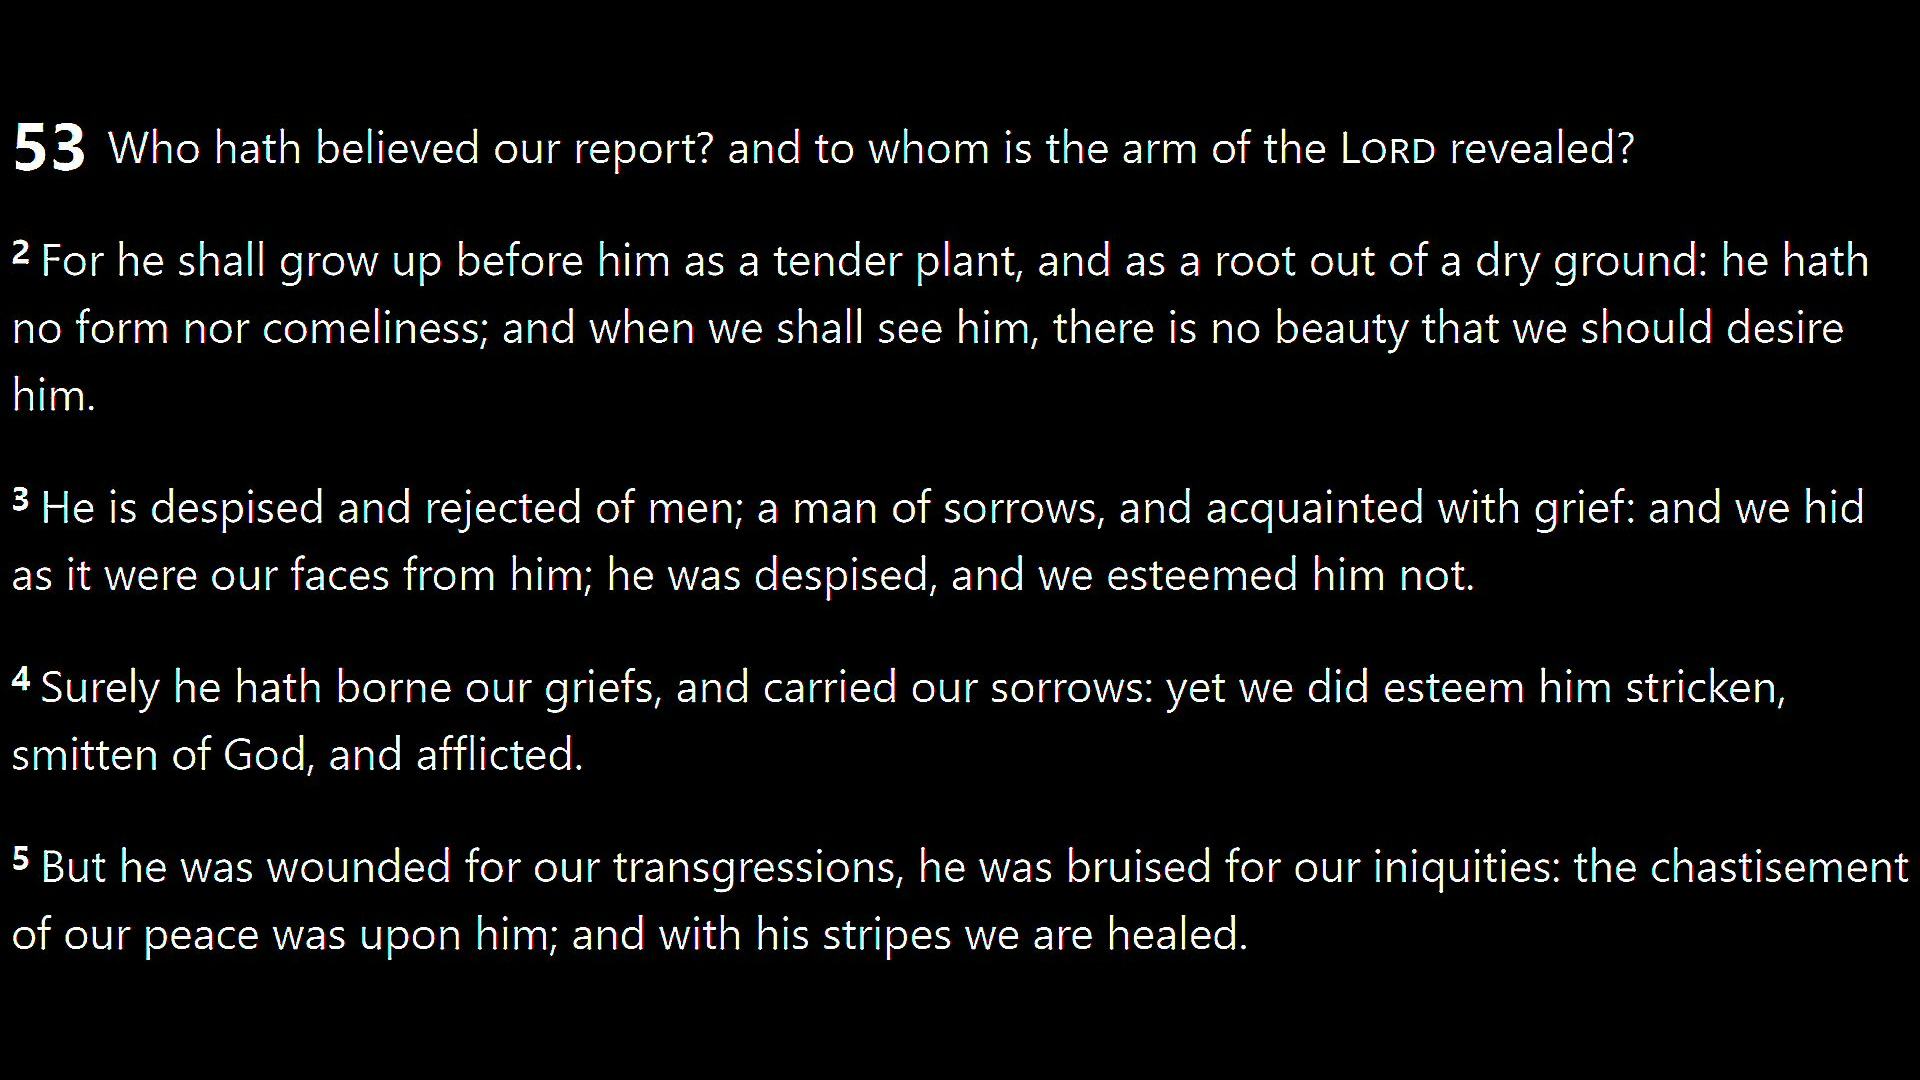 53 Who hath believed our report? and to whom is the arm of the LORD revealed?
2 For he shall grow up before him as a tender plant, and as a root out of a dry ground: he hath
no form nor comeliness; and when we shall see him, there is no beauty that we should desire
him.
3 He is despised and rejected of men; a man of sorrows, and acquainted with grief: and we hid
as it were our faces from him; he was despised, and we esteemed him not.
4 Surely he hath borne our griefs, and carried our sorrows: yet we did esteem him stricken,
smitten of God, and afflicted.
5 But he was wounded for our transgressions, he was bruised for our iniquities: the chastisement
of our peace was upon him; and with his stripes we are healed.